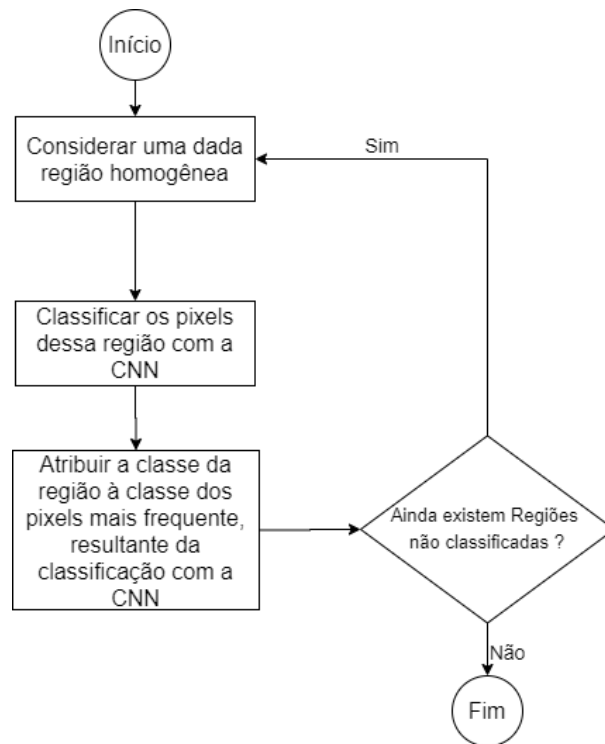 Início
Considerar uma dada
região homogênea
Sim
Classificar os pixels
dessa região com a
CNN
Atribuir a classe da
região à classe dos
pixels mais frequente,
resultante da
classificação com a
CNN
Ainda existem Regiões
não classificadas ?
Não
Fim